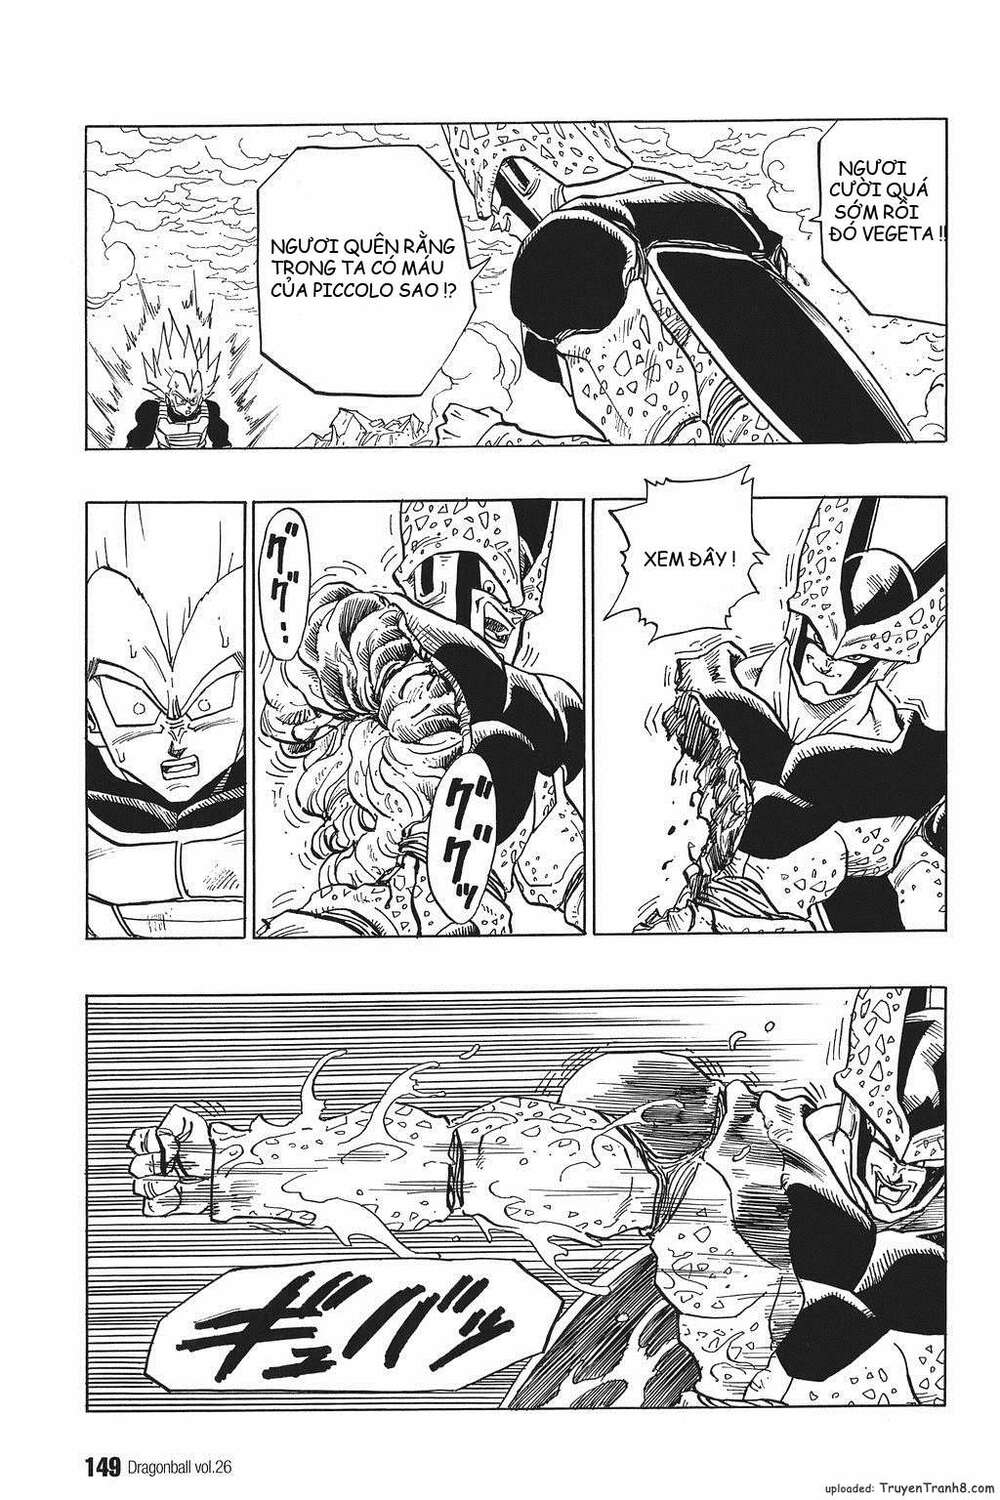 NGƯƠI
CƯỜI QUÁ
SỚM RỒI
ĐÓ VEGETA !!
NGƯƠI QUÊN RẰNG
TRONG TA CÓ MÁU
CỦA PICCOLO SAO !?
XEM ĐÂY !
ググ‥
ググッ
ギュバッ
149 Dragonball vol.26
uploaded: TruyenTranh8.com